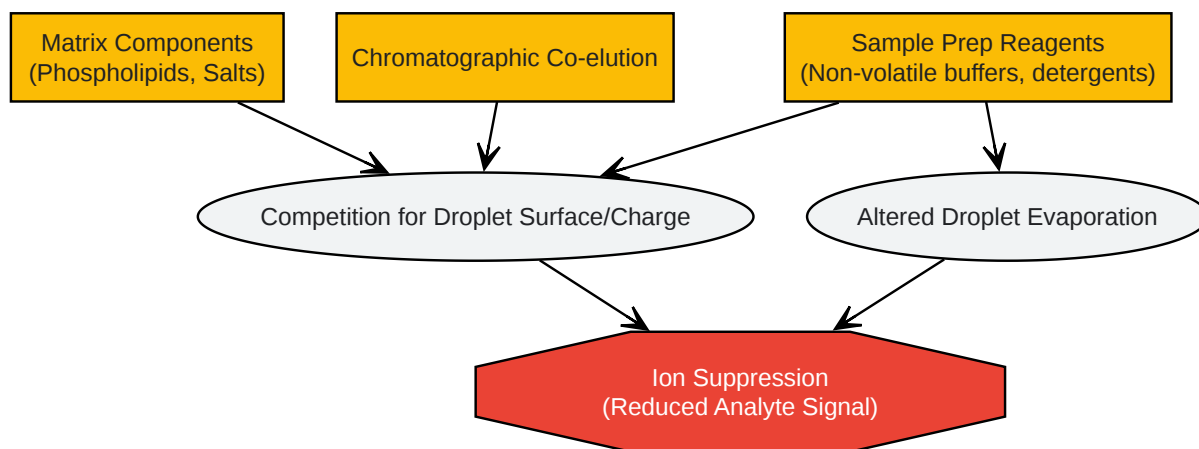 Matrix Components
(Phospholipids, Salts)
Chromatographic Co-elution
Sample Prep Reagents
(Non-volatile buffers, detergents)
Competition for Droplet Surface/Charge
Altered Droplet Evaporation
Ion Suppression
(Reduced Analyte Signal)